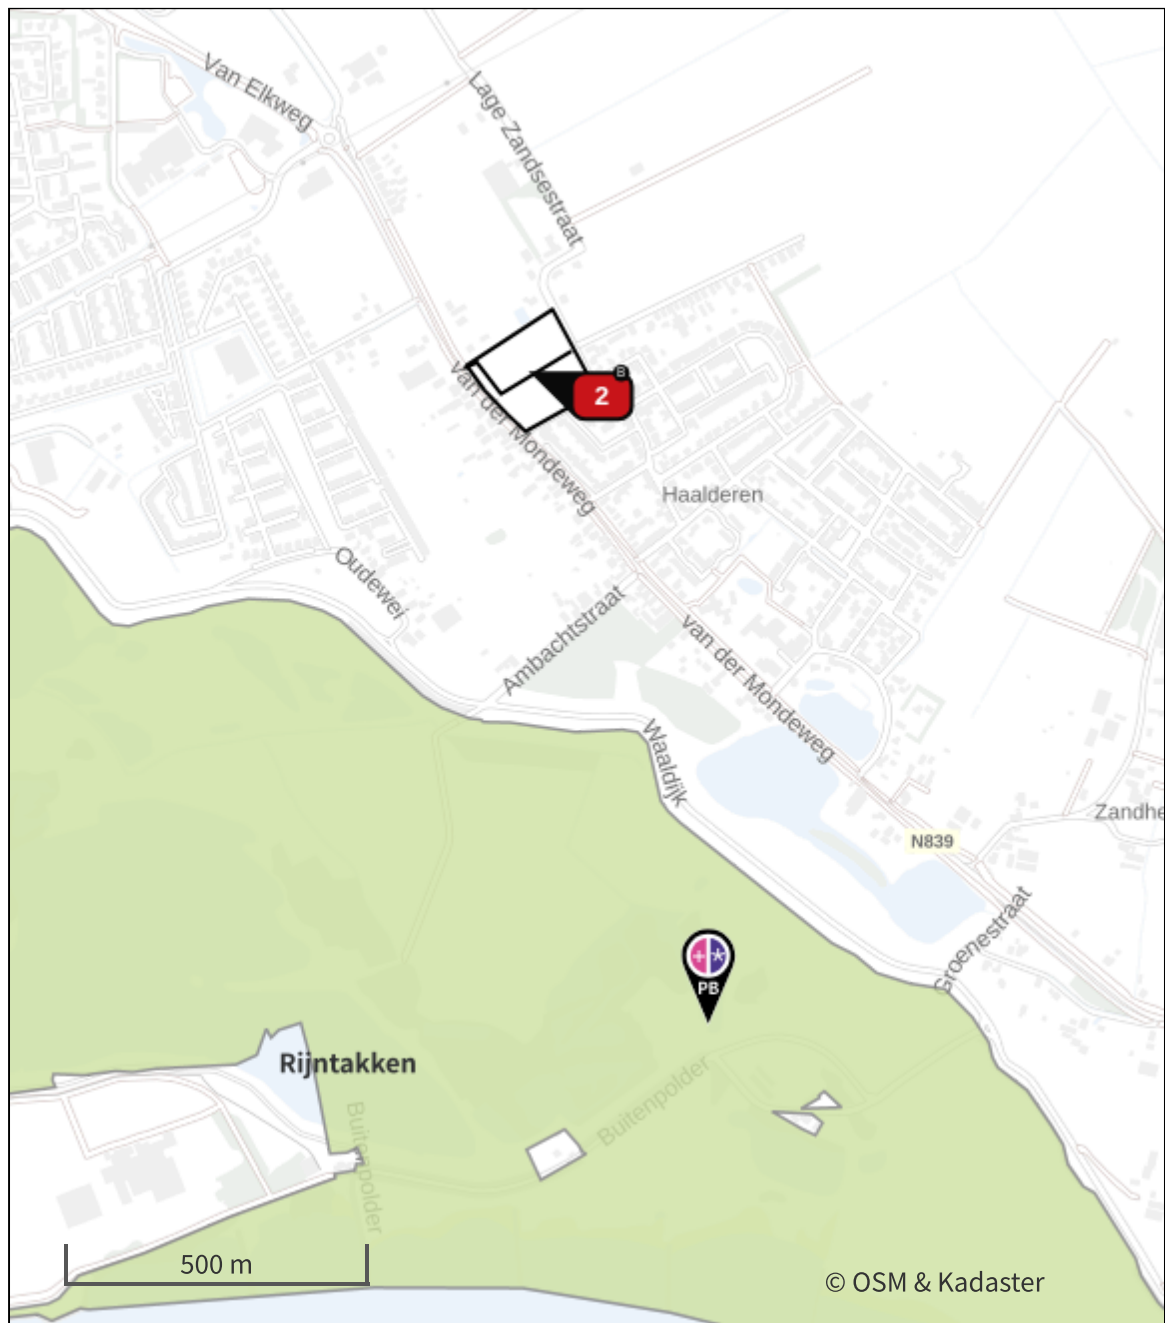 Van Elkweg
Lage Zandsestraat
B
2
van der Mondeweg
Haalderen
Oudewei
Ambachtstraat
van der Mondeweg
Waaldijk
Zandhe
N839
Groenestraat
PB
Rijntakken
Buitenpolder
Buitenpolder
500 m
© OSM & Kadaster